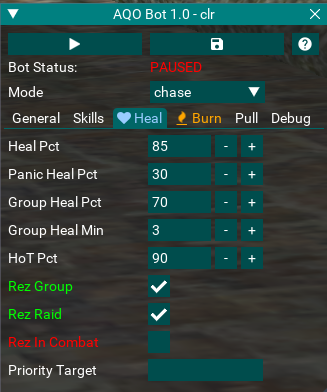 AQO Bot 1.0 - clr
Bot Status: PAUSED
Mode chase
General Skills Heal Burn Pull Debug
Heal Pct 85 - +
Panic Heal Pct 30 - +
Group Heal Pct 70 - +
Group Heal Min 3 - +
HoT Pct 90 - +
Rez Group
Rez Raid
Rez In Combat
Priority Target